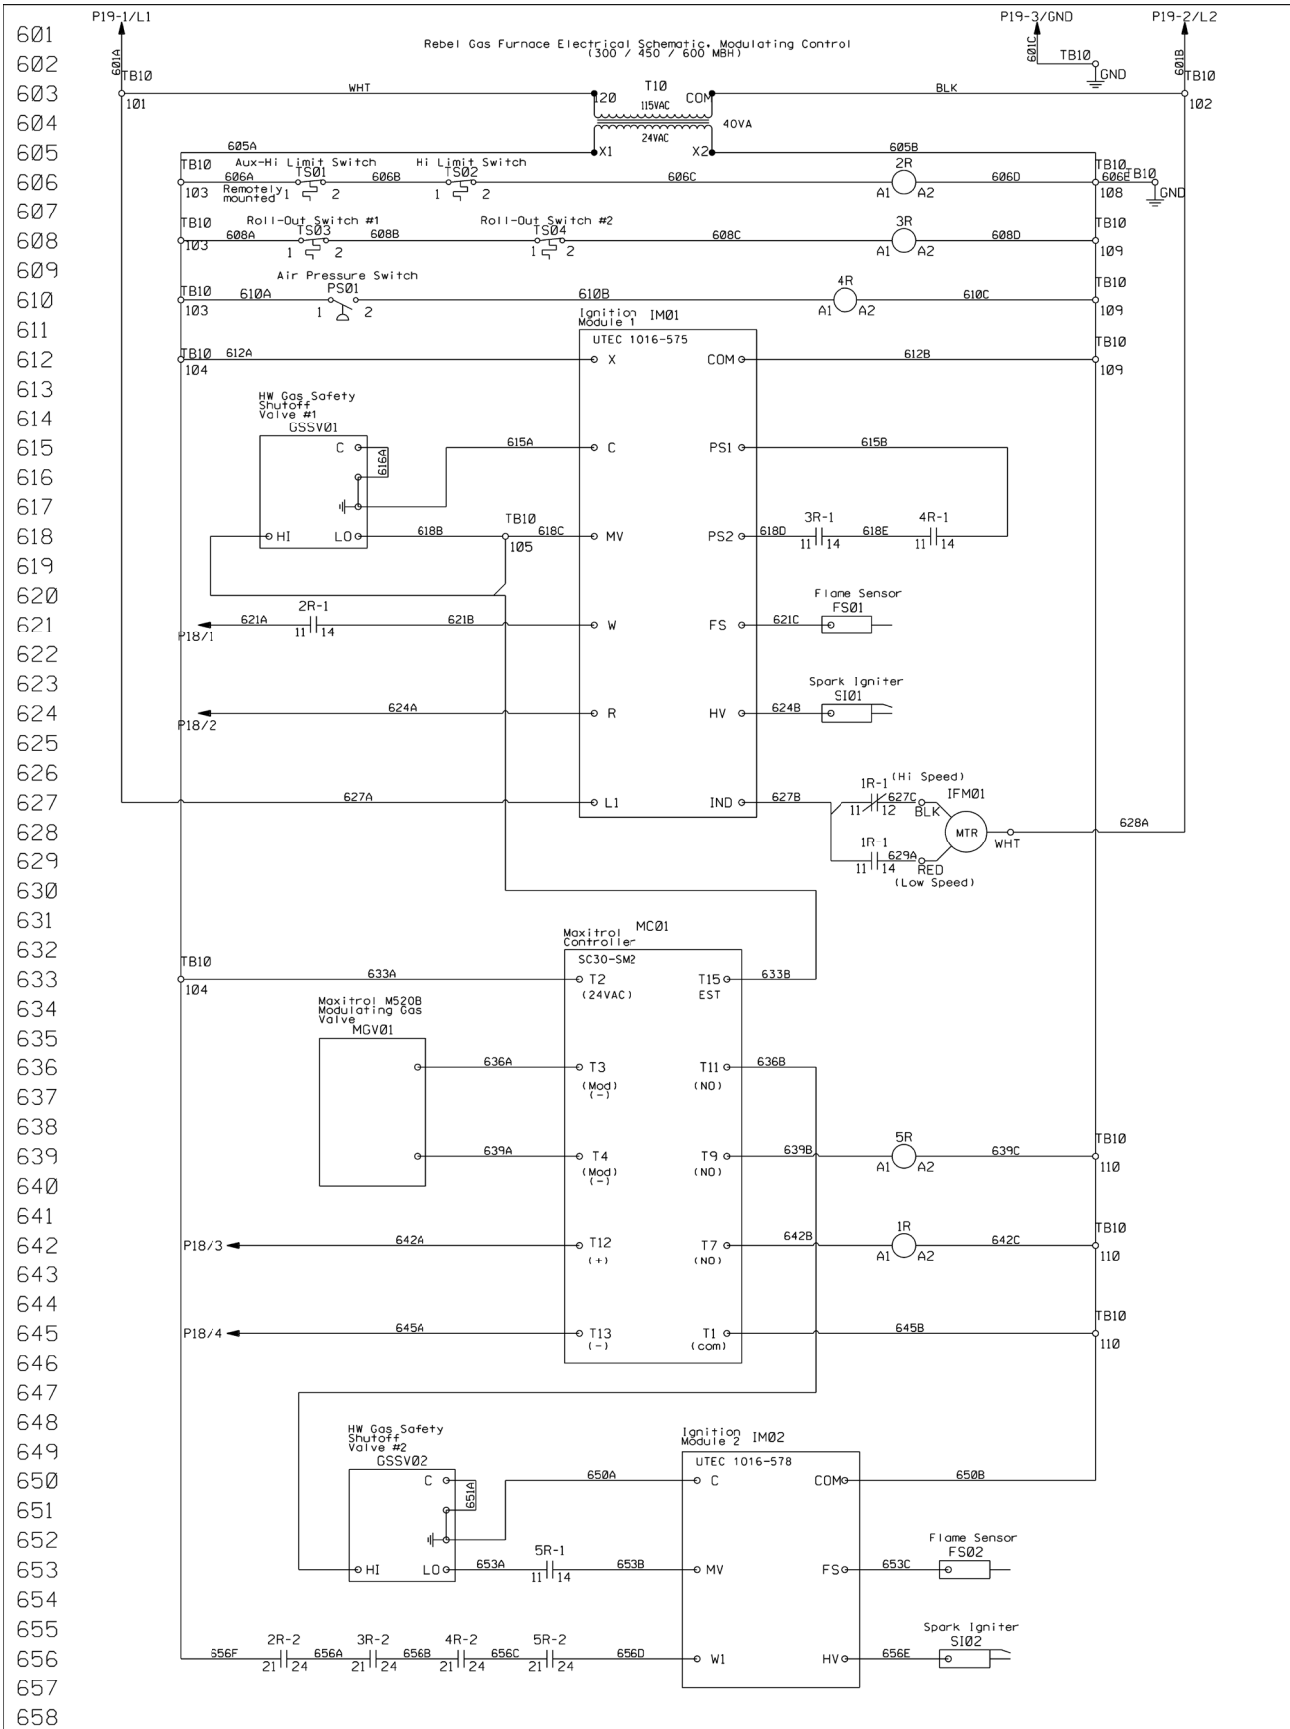 P19-1/L1 P19-3/GND P19-2/L2
601
Rebel Gas Furnace Electrical Schematic, Modulating Control
(300 / 450 / 600 MBH)
601A 601C 601B
602 TB10 TB10 GND TB10
603 101 WHT 120 T10 COM BLK 102
115VAC
604 40VA
24VAC
605 605A X1 X2 605B
TB10 Aux-Hi Limit Switch Hi Limit Switch 2R TB10 TB10
606 606A TS01 606B TS02 606C 606D 606E
103 Remotely mounted 1 2 1 2 A1 A2 108 GND
607
TB10 Roll-Out Switch #1 Roll-Out Switch #2 3R TB10
608 608A TS03 608B TS04 608C 608D
103 1 2 1 2 A1 A2 109
609
Air Pressure Switch
TB10 PS01 4R TB10
610 610A 610B 610C
103 1 2 A1 A2 109
611 Ignition Module 1 IM01
UTEC 1016-575
TB10 TB10
612 612A X COM 612B
104 109
613
HW Gas Safety
Shutoff
Valve #1
614
GSSV01
615 C 615A C PS1 615B
616 616A
617
TB10 3R-1 4R-1
618 HI LO 618B 618C MV PS2 618D 618E
105 11 14 11 14
619
620 Flame Sensor
2R-1 FS01
621 621A 621B W FS 621C
P18/1 11 14
622
623 Spark Igniter
SI01
624 624A R HV 624B
P18/2
625
626 1R-1 (Hi Speed)
627 627A L1 IND 627B 627C IFM01
11 12 BLK
628 MTR 628A
WHT
1R-1
629 629A
11 14 RED
630 (Low Speed)
631
MC01
632 Maxitrol Controller
SC30-SM2
TB10
633 633A T2 T15 633B
104 (24VAC) EST
634 Maxitrol M520B
Modulating Gas
Valve
635 MGV01
636 636A T3 T11 636B
(Mod) (NO)
637 (-)
638
5R TB10
639 639A T4 T9 639B 639C
(Mod) (NO) A1 A2 110
640 (-)
641
1R TB10
642 P18/3 642A T12 T7 642B 642C
(+) (NO) A1 A2 110
643
644
TB10
645 P18/4 645A T13 T1 645B
(-) (com) 110
646
647
648 HW Gas Safety
Shutoff
Valve #2
Ignition Module 2 IM02
649 GSSV02 UTEC 1016-578
650 C 650A C COM 650B
651 651A
652 Flame Sensor
5R-1 FS02
653 HI LO 653A 653B MV FS 653C
11 14
654
655 Spark Igniter
2R-2 3R-2 4R-2 5R-2 SI02
656 656F 656A 656B 656C 656D W1 HV 656E
21 24 21 24 21 24 21 24
657
658